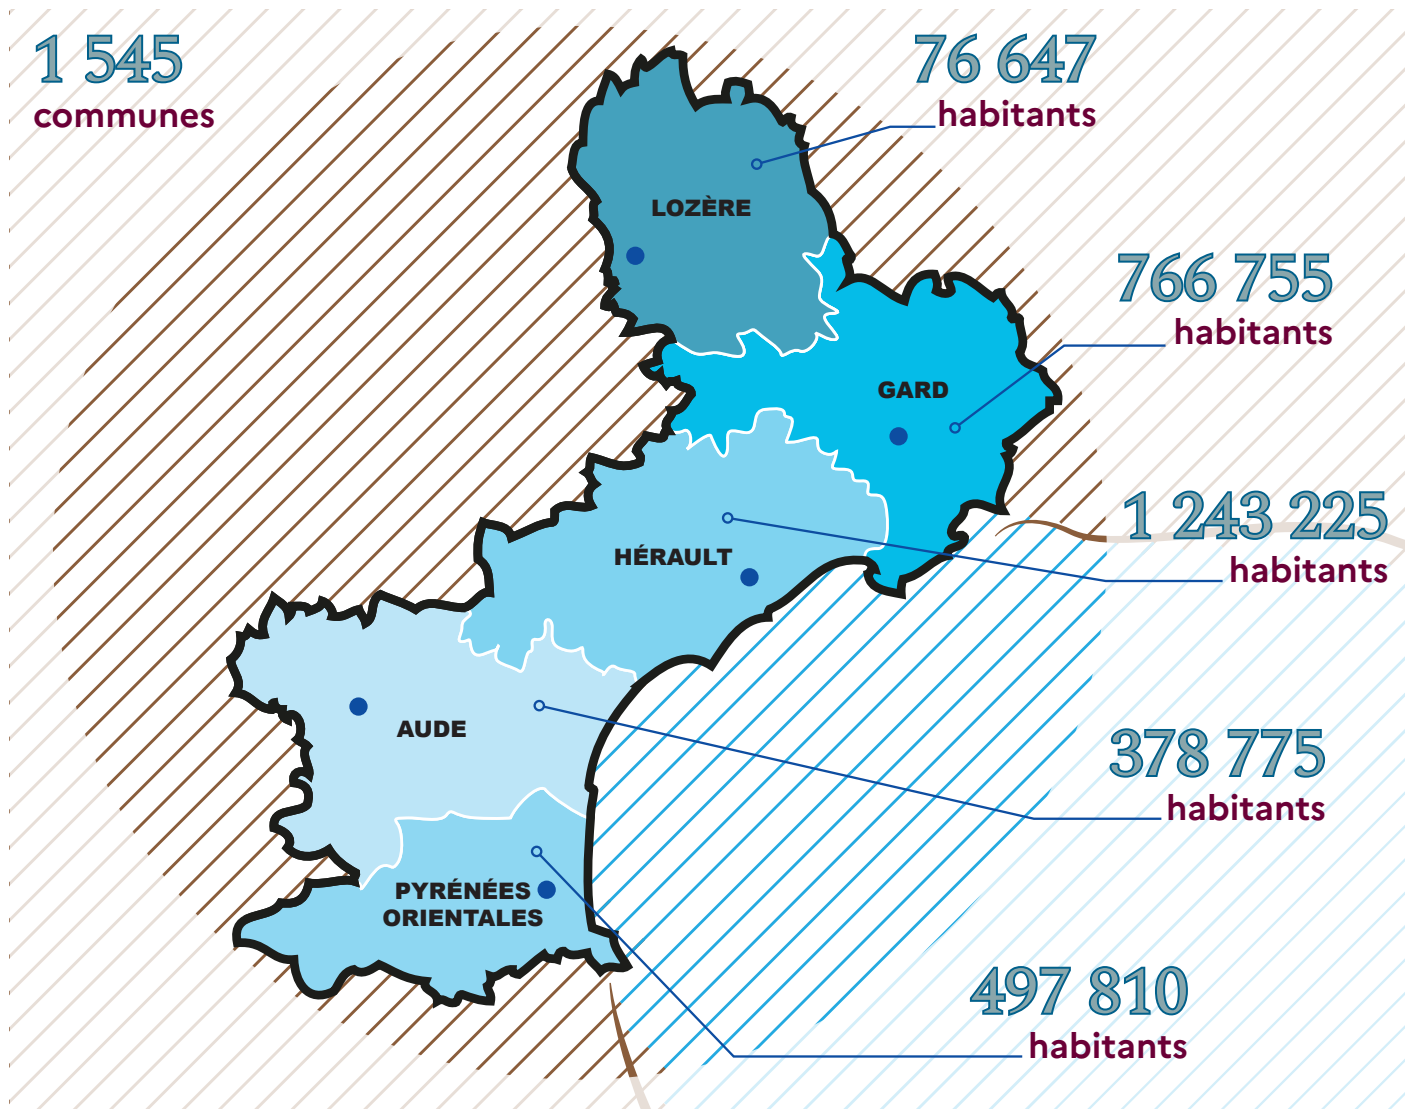 1 545
communes
76 647
habitants
LOZÈRE
766 755
habitants
GARD
1 243 225
habitants
HÉRAULT
378 775
habitants
AUDE
PYRÉNÉES
ORIENTALES
497 810
habitants